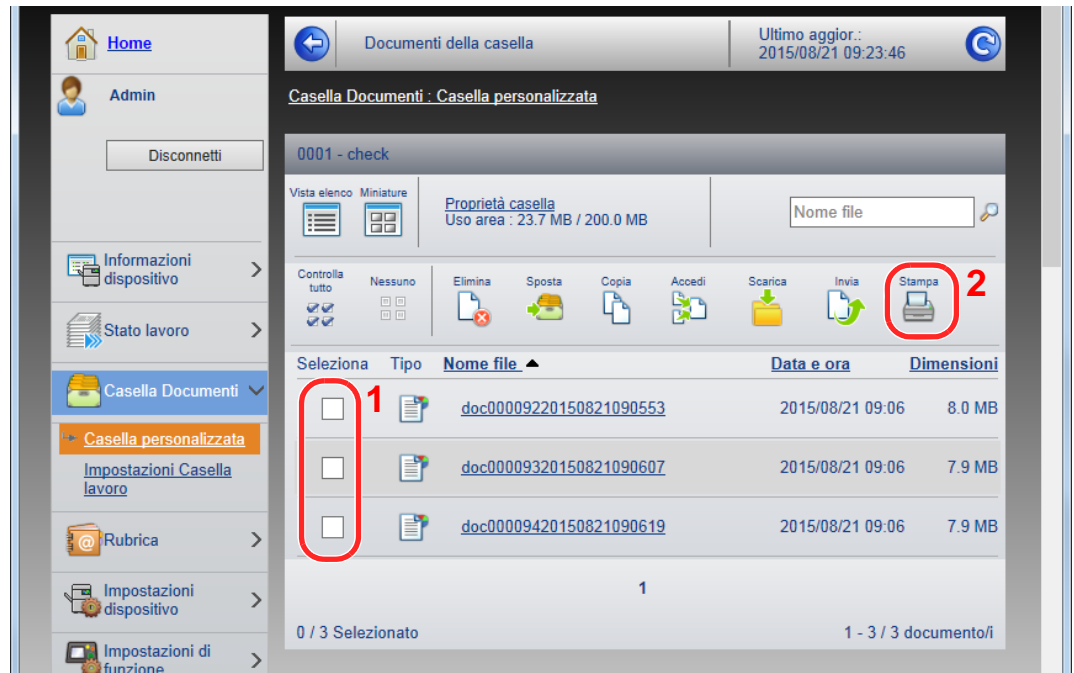 Home
Admin
Disconnetti
Informazioni
dispositivo
Stato lavoro
Casella Documenti
Casella personalizzata
Impostazioni Casella
lavoro
Rubrica
Impostazioni
dispositivo
Impostazioni di
funzione
Documenti della casella
Ultimo aggior.:
2015/08/21 09:23:46
Casella Documenti : Casella personalizzata
0001 - check
Vista elenco Miniature
Proprietà casella
Uso area : 23.7 MB / 200.0 MB
Nome file
Controlla
tutto
Nessuno Elimina Sposta Copia Accedi Scarica Invia Stampa
2
Seleziona Tipo Nome file Data e ora Dimensioni
1
doc00009220150821090553 2015/08/21 09:06 8.0 MB
doc00009320150821090607 2015/08/21 09:06 7.9 MB
doc00009420150821090619 2015/08/21 09:06 7.9 MB
1
0 / 3 Selezionato 1 - 3 / 3 documento/i